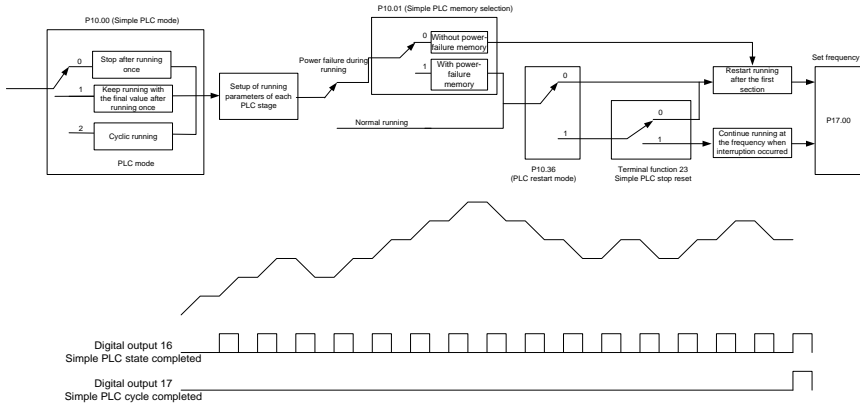 P10.00 (Simple PLC mode)
0
Stop after running
once
1
Keep running with
the final value after
running once
2
Cyclic running
PLC mode
Setup of running
parameters of each
PLC stage
Power failure during
running
Normal running
P10.01 (Simple PLC memory selection)
0
Without power-
failure memory
1
With power-
failure memory
0
1
P10.36
(PLC restart mode)
0
1
Terminal function 23
Simple PLC stop reset
Restart running
after the first
section
Continue running at
the frequency when
interruption occurred
Set frequency
P17.00
Digital output 16
Simple PLC state completed
Digital output 17
Simple PLC cycle completed